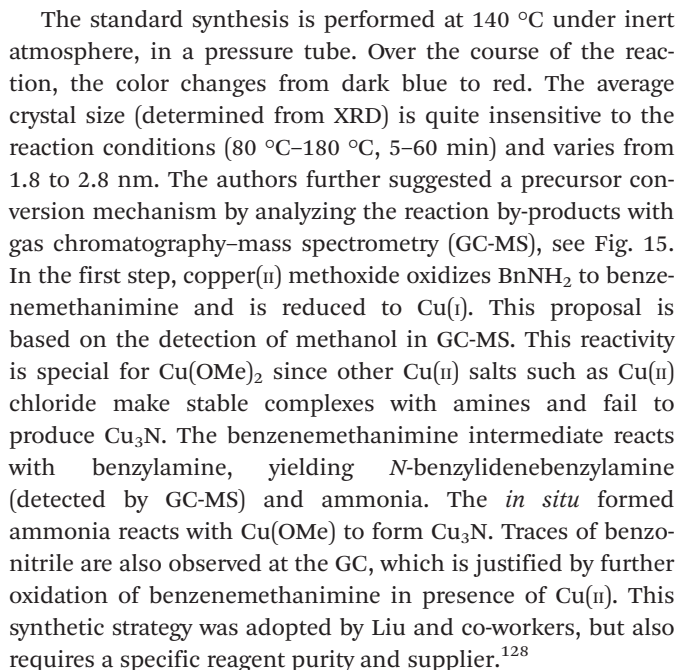 The standard synthesis is performed at 140 °C under inert
atmosphere, in a pressure tube. Over the course of the reac-
tion, the color changes from dark blue to red. The average
crystal size (determined from XRD) is quite insensitive to the
reaction conditions (80 °C–180 °C, 5–60 min) and varies from
1.8 to 2.8 nm. The authors further suggested a precursor con-
version mechanism by analyzing the reaction by-products with
gas chromatography–mass spectrometry (GC-MS), see Fig. 15.
In the first step, copper(II) methoxide oxidizes BnNH₂ to benze-
nemethanimine and is reduced to Cu(I). This proposal is
based on the detection of methanol in GC-MS. This reactivity
is special for Cu(OMe)₂ since other Cu(II) salts such as Cu(II)
chloride make stable complexes with amines and fail to
produce Cu₃N. The benzenemethanimine intermediate reacts
with benzylamine, yielding N-benzylidenebenzylamine
(detected by GC-MS) and ammonia. The in situ formed
ammonia reacts with Cu(OMe) to form Cu₃N. Traces of benzo-
nitrile are also observed at the GC, which is justified by further
oxidation of benzenemethanimine in presence of Cu(II). This
synthetic strategy was adopted by Liu and co-workers, but also
requires a specific reagent purity and supplier.¹²⁸